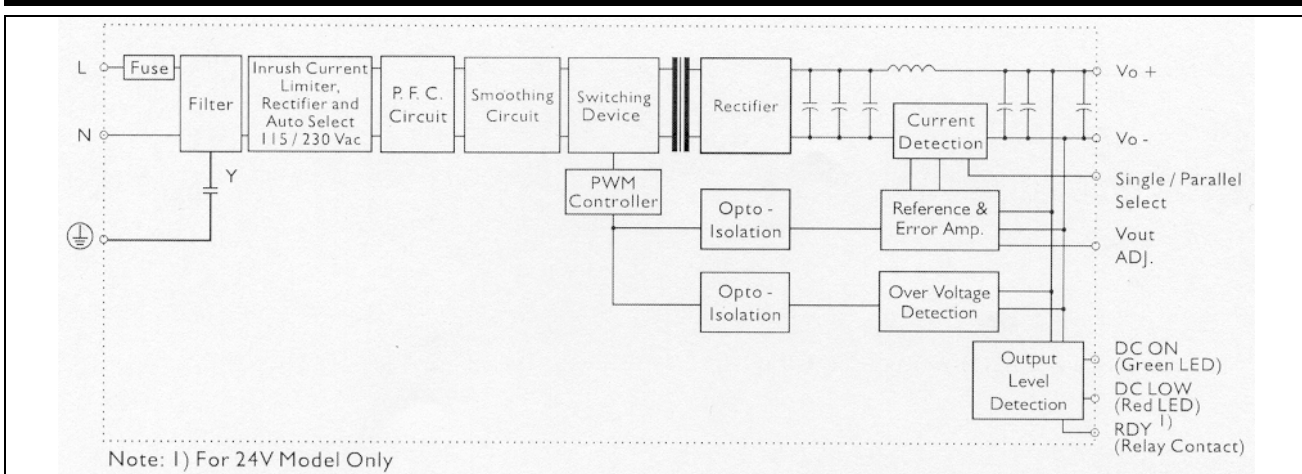 L
Fuse
N
Filter
Y
Inrush Current
Limiter,
Rectifier and
Auto Select
115 / 230 Vac
P. F. C.
Circuit
Smoothing
Circuit
Switching
Device
Rectifier
PWM
Controller
Current
Detection
Opto -
Isolation
Reference &
Error Amp.
Opto -
Isolation
Over Voltage
Detection
Output
Level
Detection
Vo +
Vo -
Single / Parallel
Select
Vout
ADJ.
DC ON
(Green LED)
DC LOW
(Red LED)
RDY 1)
(Relay Contact)
Note: 1) For 24V Model Only